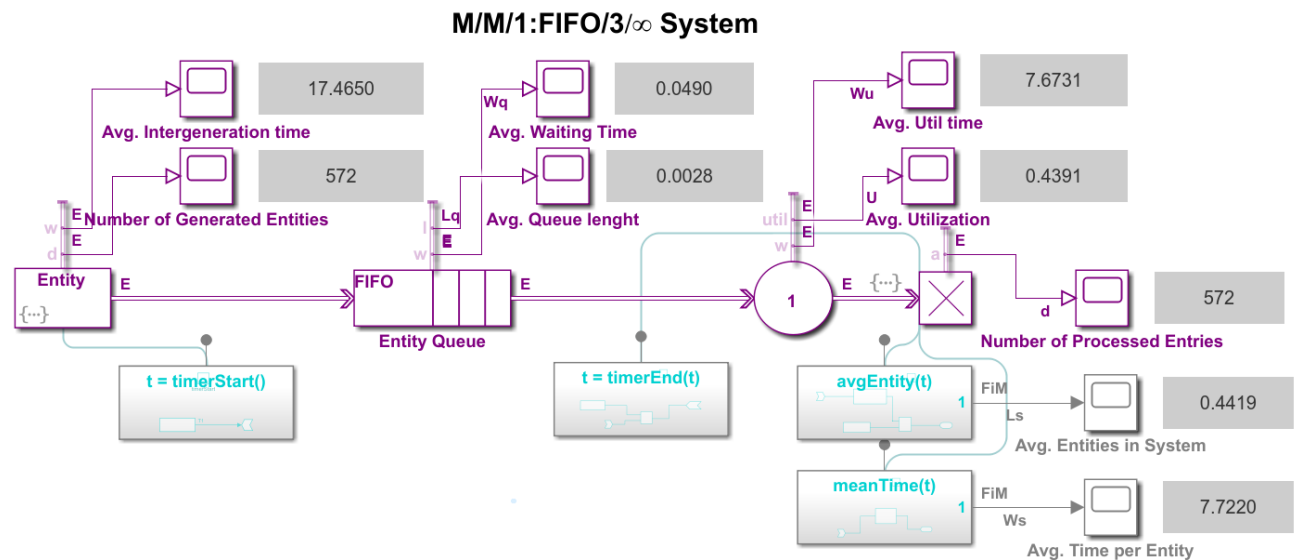 M/M/1:FIFO/3/∞ System
17.4650
Avg. Intergeneration time
572
Number of Generated Entities
E
w
E
d
Entity
{...}
E
0.0490
Wq
Avg. Waiting Time
0.0028
Avg. Queue lenght
Lq
l
E
w
FIFO
E
Entity Queue
7.6731
Wu
Avg. Util time
0.4391
U
Avg. Utilization
E
util
E
w
1
E
{...}
E
a
572
d
Number of Processed Entries
t = timerStart()
t = timerEnd(t)
avgEntity(t)
1
FiM
Ls
0.4419
Avg. Entities in System
meanTime(t)
1
FiM
Ws
7.7220
Avg. Time per Entity